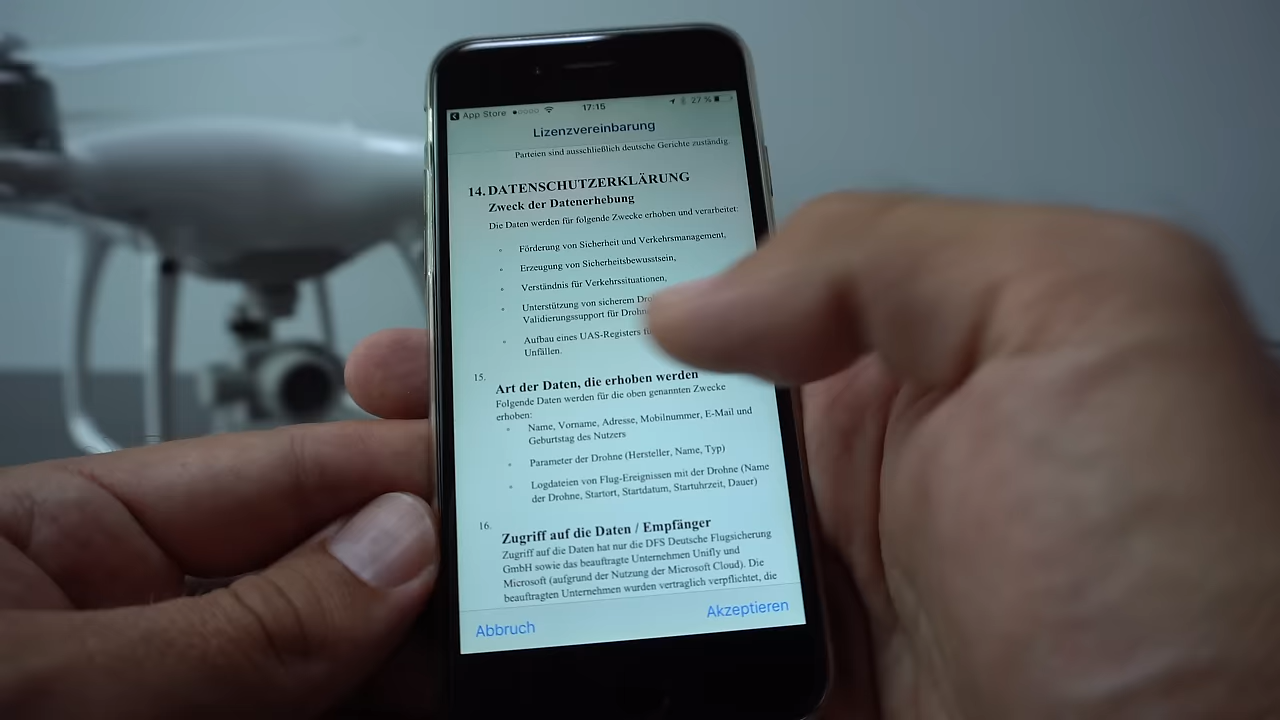 App Store 17:15 27 %
Lizenzvereinbarung
Parteien sind ausschließlich deutsche Gerichte zuständig.
14. DATENSCHUTZERKLÄRUNG
Zweck der Datenerhebung
Die Daten werden für folgende Zwecke erhoben und verarbeitet:
Förderung von Sicherheit und Verkehrsmanagement,
Erzeugung von Sicherheitsbewusstsein,
Verständnis für Verkehrssituationen,
Unterstützung von sicherem
Validierungssupport für
Aufbau eines UAS-Registers
Unfällen.
15. Art der Daten, die erhoben werden
Folgende Daten werden für die oben genannten Zwecke
erhoben:
Name, Vorname, Adresse, Mobilnummer, E-Mail und
Geburtstag des Nutzers
Parameter der Drohne (Hersteller, Name, Typ)
Logdateien von Flug-Ereignissen mit der Drohne (Name
der Drohne, Startort, Startdatum, Startuhrzeit, Dauer)
16. Zugriff auf die Daten / Empfänger
Zugriff auf die Daten hat nur die DFS Deutsche Flugsicherung
GmbH sowie das beauftragte Unternehmen Unifly und
Microsoft (aufgrund der Nutzung der Microsoft Cloud). Die
beauftragten Unternehmen wurden vertraglich verpflichtet, die
Abbruch Akzeptieren